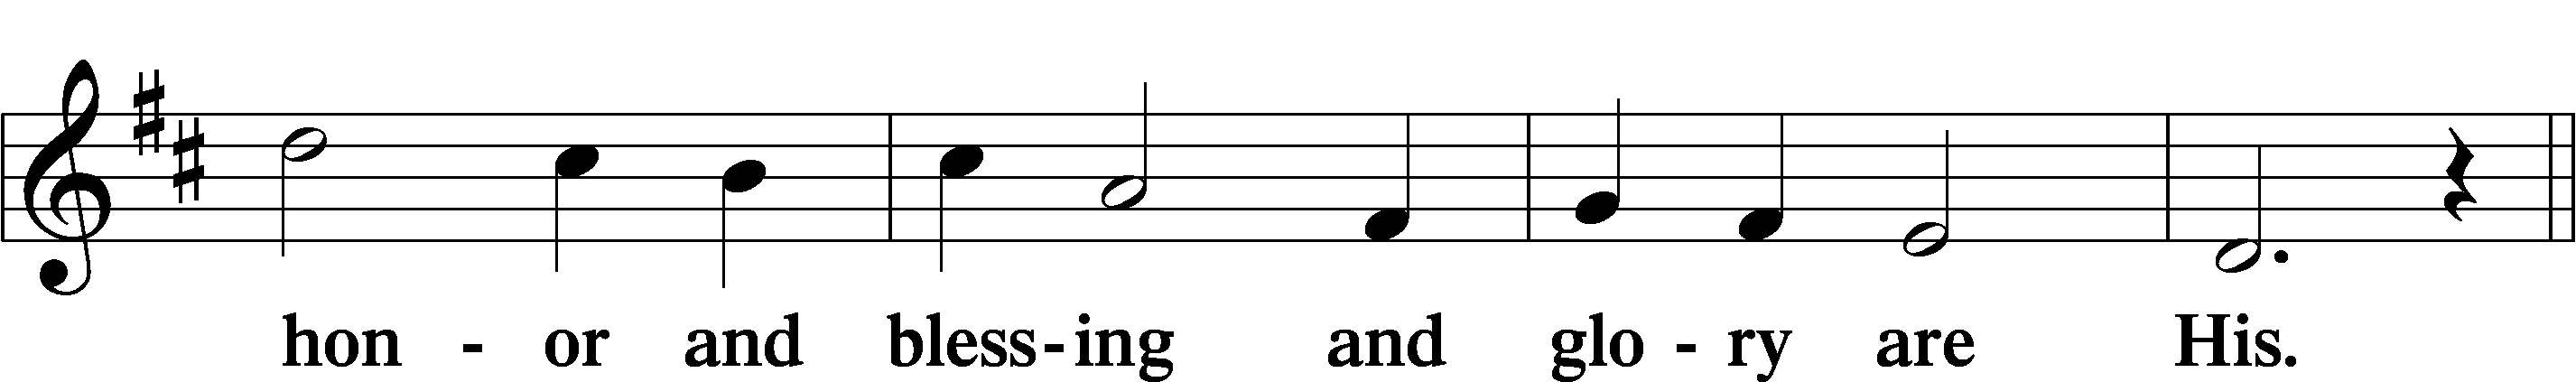 hon - or and bless-ing and glo - ry are His.